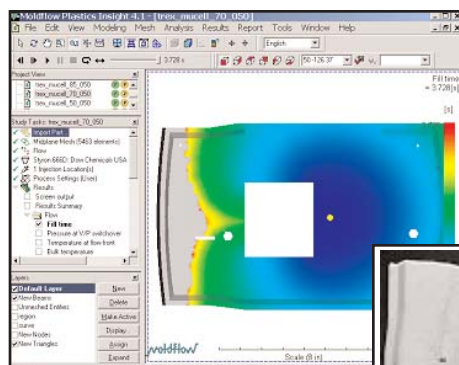 Moldflow Plastics Insight 4.1 - [trex_mucell_70_050]
File Edit View Modeling Mesh Analysis Results Report Tools Window Help
English
3.728[s]
Project View
trex_mucell_85_050
trex_mucell_70_050
trex_mucell_50_050
Study Tasks: trex_mucell_70_050
Import Part...
Midplane Mesh (5463 elements)
Flow
Styron 666D: Dow Chemicals USA
1 Injection Location(s)
Process Settings (User)
Results
Screen output
Results Summary
Flow
Fill time
Pressure at V/P switchover
Temperature at flow front
Bulk temperature
Fill time
= 3.728[s]
[s]
Layers
Default Layer
New Beams
Unmeshed Entities
region
curve
New Nodes
New Triangles
New
Delete
Make Active
Display...
Assign
Expand
moldflow
Scale (8 in)